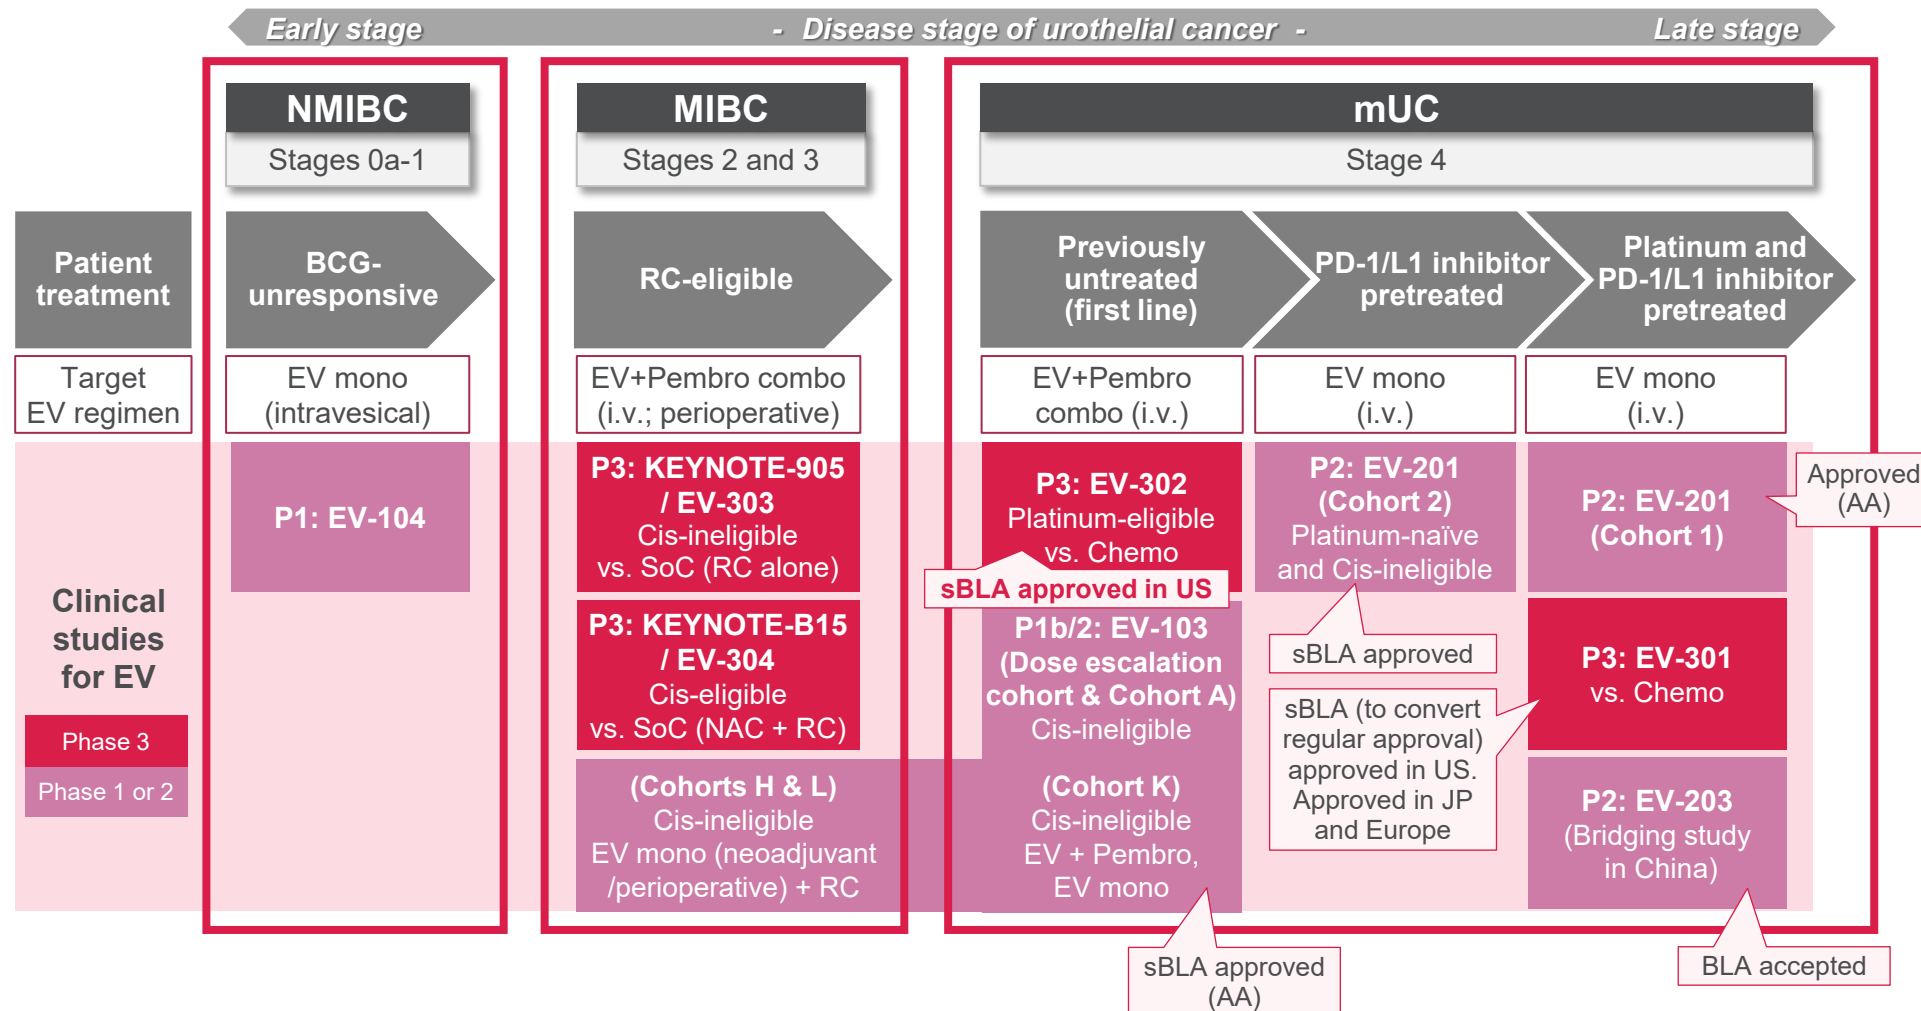 Early stage
- Disease stage of urothelial cancer -
Late stage
NMIBC
Stages 0a-1
MIBC
Stages 2 and 3
mUC
Stage 4
Patient
treatment
BCG-
unresponsive
RC-eligible
Previously
untreated
(first line)
PD-1/L1 inhibitor
pretreated
Platinum and
PD-1/L1 inhibitor
pretreated
Target
EV regimen
EV mono
(intravesical)
EV+Pembro combo
(i.v.; perioperative)
EV+Pembro
combo (i.v.)
EV mono
(i.v.)
EV mono
(i.v.)
Clinical
studies
for EV
Phase 3
Phase 1 or 2
P1: EV-104
P3: KEYNOTE-905
/ EV-303
Cis-ineligible
vs. SoC (RC alone)
P3: KEYNOTE-B15
/ EV-304
Cis-eligible
vs. SoC (NAC + RC)
(Cohorts H & L)
Cis-ineligible
EV mono (neoadjuvant
/perioperative) + RC
P3: EV-302
Platinum-eligible
vs. Chemo
sBLA approved in US
P1b/2: EV-103
(Dose escalation
cohort & Cohort A)
Cis-ineligible
(Cohort K)
Cis-ineligible
EV + Pembro,
EV mono
sBLA approved
(AA)
P2: EV-201
(Cohort 2)
Platinum-naïve
and Cis-ineligible
sBLA approved
sBLA (to convert
regular approval)
approved in US.
Approved in JP
and Europe
P2: EV-201
(Cohort 1)
Approved
(AA)
P3: EV-301
vs. Chemo
P2: EV-203
(Bridging study
in China)
BLA accepted